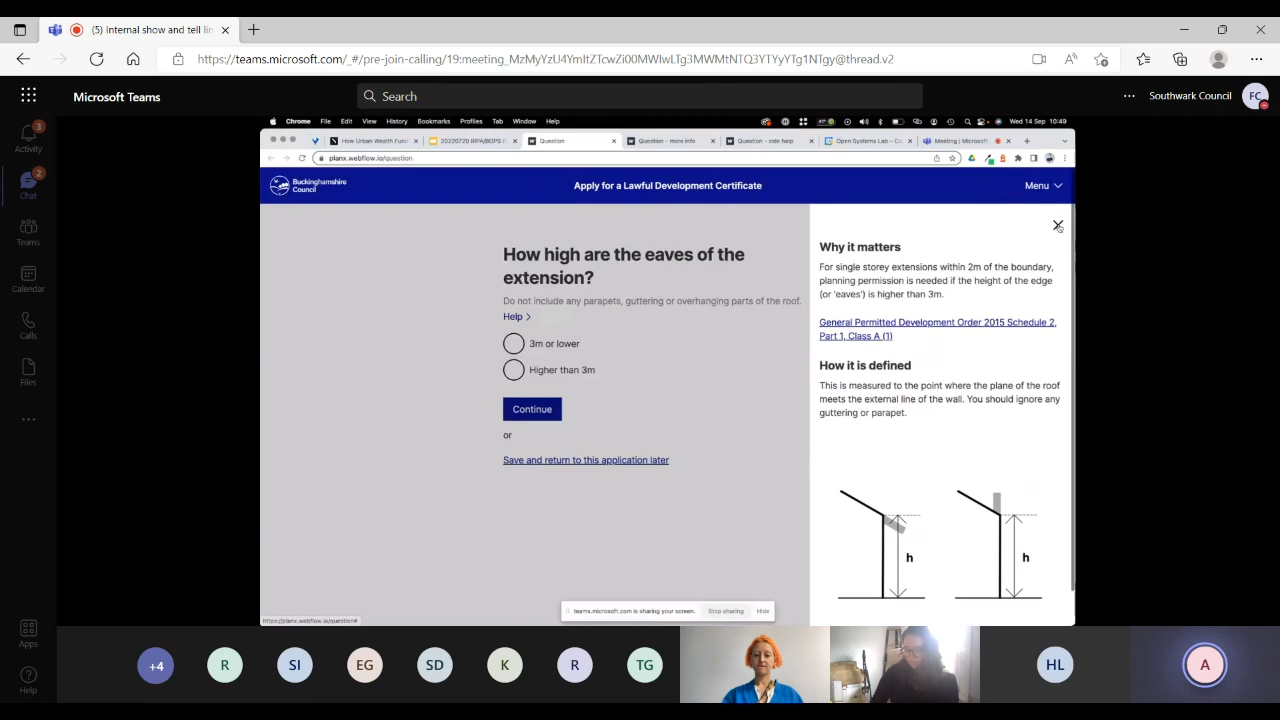 (5) Internal show and tell lin
https://teams.microsoft.com/_#/pre-join-calling/19:meeting_MzMyYzU4YmItZTcwZi00MWIwLTg3MWMtNTQ3YTYyYTg1NTgy@thread.v2
Microsoft Teams
Search
Southwark Council
FC
Activity
3
Chat
2
Teams
Calendar
Calls
Files
Apps
Help
Chrome File Edit View History Bookmarks Profiles Tab Window Help
Wed 14 Sep 10:49
How Urban Wealth Fund
20220720 RIPA/BOPS
Question
Question - more info
Question - side help
Open Systems Lab - Ca
Meeting | Microsoft
planx.webflow.io/question
Buckinghamshire
Council
Apply for a Lawful Development Certificate
Menu
How high are the eaves of the
extension?
Do not include any parapets, guttering or overhanging parts of the roof.
Help >
3m or lower
Higher than 3m
Continue
or
Save and return to this application later
Why it matters
For single storey extensions within 2m of the boundary,
planning permission is needed if the height of the edge
(or 'eaves') is higher than 3m.
General Permitted Development Order 2015 Schedule 2,
Part 1, Class A (1)
How it is defined
This is measured to the point where the plane of the roof
meets the external line of the wall. You should ignore any
guttering or parapet.
h
h
teams.microsoft.com is sharing your screen.
Stop sharing
Hide
https://planx.webflow.io/question#
+4
R
SI
EG
SD
K
R
TG
HL
A